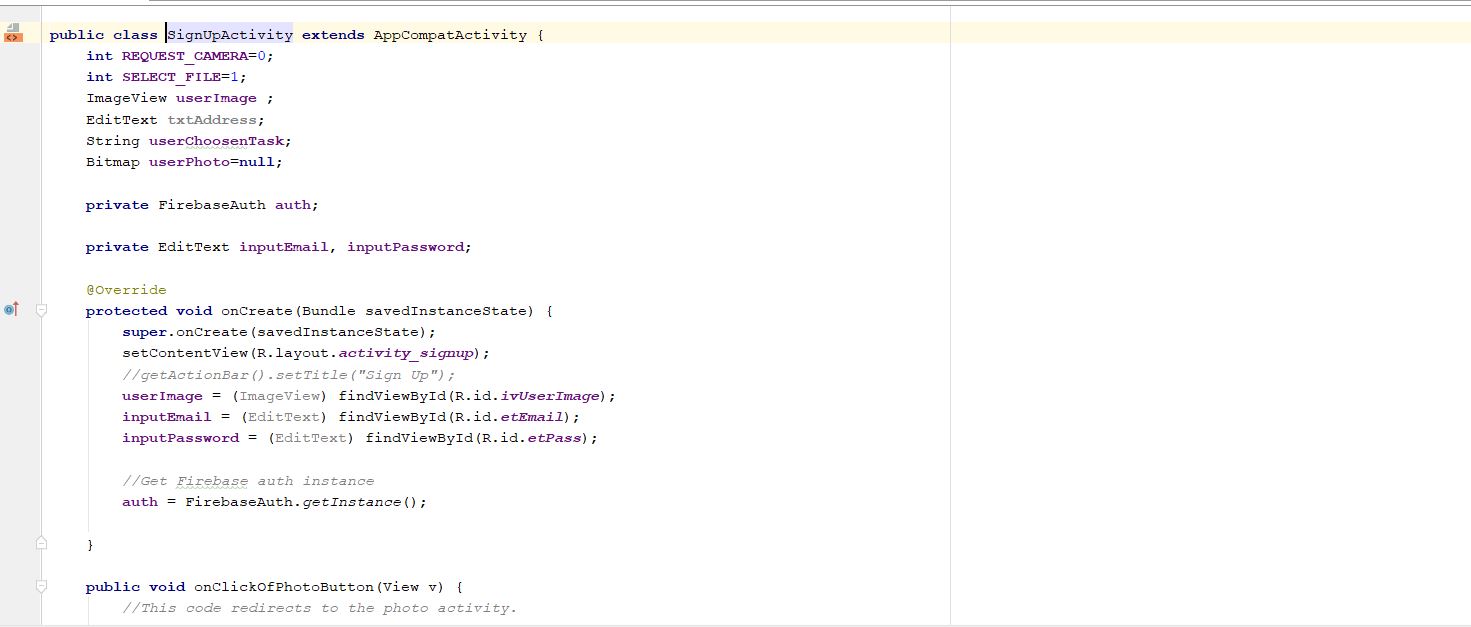 public class SignUpActivity extends AppCompatActivity {
    int REQUEST_CAMERA=0;
    int SELECT_FILE=1;
    ImageView userImage ;
    EditText txtAddress;
    String userChoosenTask;
    Bitmap userPhoto=null;

    private FirebaseAuth auth;

    private EditText inputEmail, inputPassword;

    @Override
    protected void onCreate(Bundle savedInstanceState) {
        super.onCreate(savedInstanceState);
        setContentView(R.layout.activity_signup);
        //getActionBar().setTitle("Sign Up");
        userImage = (ImageView) findViewById(R.id.ivUserImage);
        inputEmail = (EditText) findViewById(R.id.etEmail);
        inputPassword = (EditText) findViewById(R.id.etPass);

        //Get Firebase auth instance
        auth = FirebaseAuth.getInstance();

    }

    public void onClickOfPhotoButton(View v) {
        //This code redirects to the photo activity.